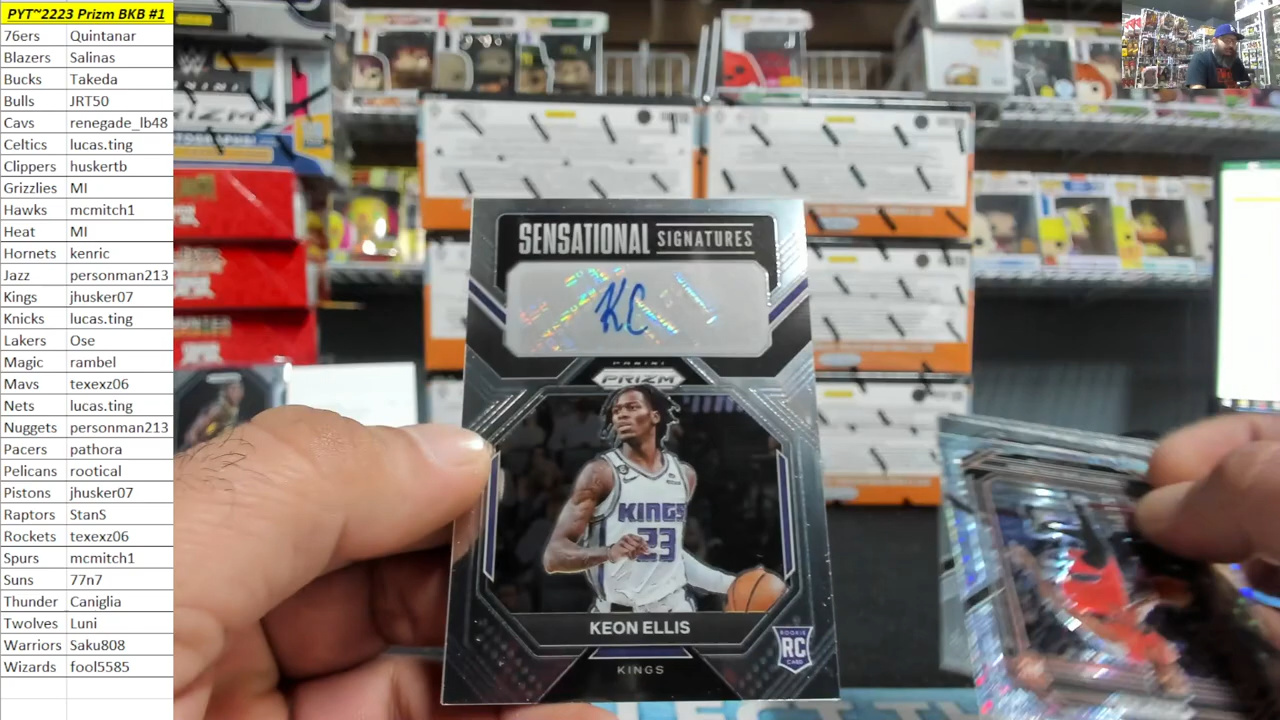 PYT~2223 Prizm BKB #1
76ers Quintanar
Blazers Salinas
Bucks Takeda
Bulls JRT50
Cavs renegade_lb48
Celtics lucas.ting
Clippers huskertb
Grizzlies MI
Hawks mcmitch1
Heat MI
Hornets kenric
Jazz personman213
Kings jhusker07
Knicks lucas.ting
Lakers Ose
Magic rambel
Mavs texexz06
Nets lucas.ting
Nuggets personman213
Pacers pathora
Pelicans rootical
Pistons jhusker07
Raptors StanS
Rockets texexz06
Spurs mcmitch1
Suns 77n7
Thunder Caniglia
Twolves Luni
Warriors Saku808
Wizards fool5585
SENSATIONAL SIGNATURES
KC
PANINI
PRIZM
KINGS
23
KEON ELLIS
ROOKIE
RC
CARD
KINGS